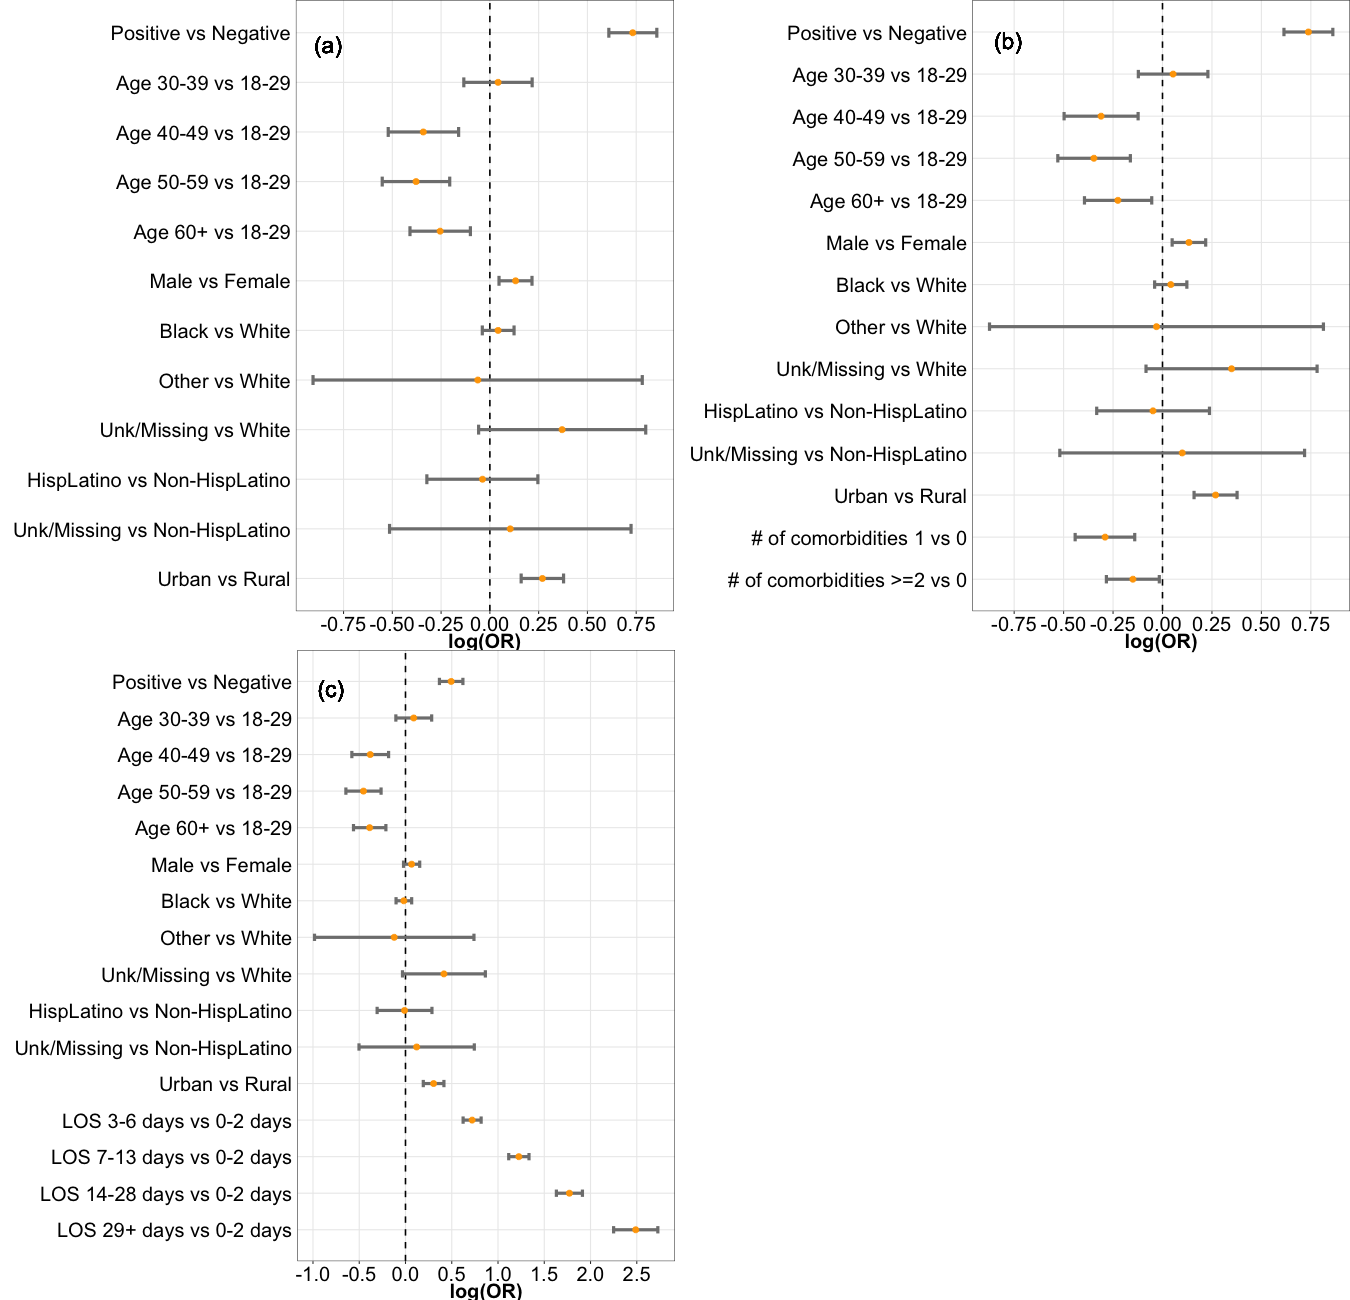 (a)
Positive vs Negative
Age 30-39 vs 18-29
Age 40-49 vs 18-29
Age 50-59 vs 18-29
Age 60+ vs 18-29
Male vs Female
Black vs White
Other vs White
Unk/Missing vs White
HispLatino vs Non-HispLatino
Unk/Missing vs Non-HispLatino
Urban vs Rural
-0.75 -0.50 -0.25 0.00 0.25 0.50 0.75
log(OR)
(b)
Positive vs Negative
Age 30-39 vs 18-29
Age 40-49 vs 18-29
Age 50-59 vs 18-29
Age 60+ vs 18-29
Male vs Female
Black vs White
Other vs White
Unk/Missing vs White
HispLatino vs Non-HispLatino
Unk/Missing vs Non-HispLatino
Urban vs Rural
# of comorbidities 1 vs 0
# of comorbidities >=2 vs 0
-0.75 -0.50 -0.25 0.00 0.25 0.50 0.75
log(OR)
(c)
Positive vs Negative
Age 30-39 vs 18-29
Age 40-49 vs 18-29
Age 50-59 vs 18-29
Age 60+ vs 18-29
Male vs Female
Black vs White
Other vs White
Unk/Missing vs White
HispLatino vs Non-HispLatino
Unk/Missing vs Non-HispLatino
Urban vs Rural
LOS 3-6 days vs 0-2 days
LOS 7-13 days vs 0-2 days
LOS 14-28 days vs 0-2 days
LOS 29+ days vs 0-2 days
-1.0 -0.5 0.0 0.5 1.0 1.5 2.0 2.5
log(OR)